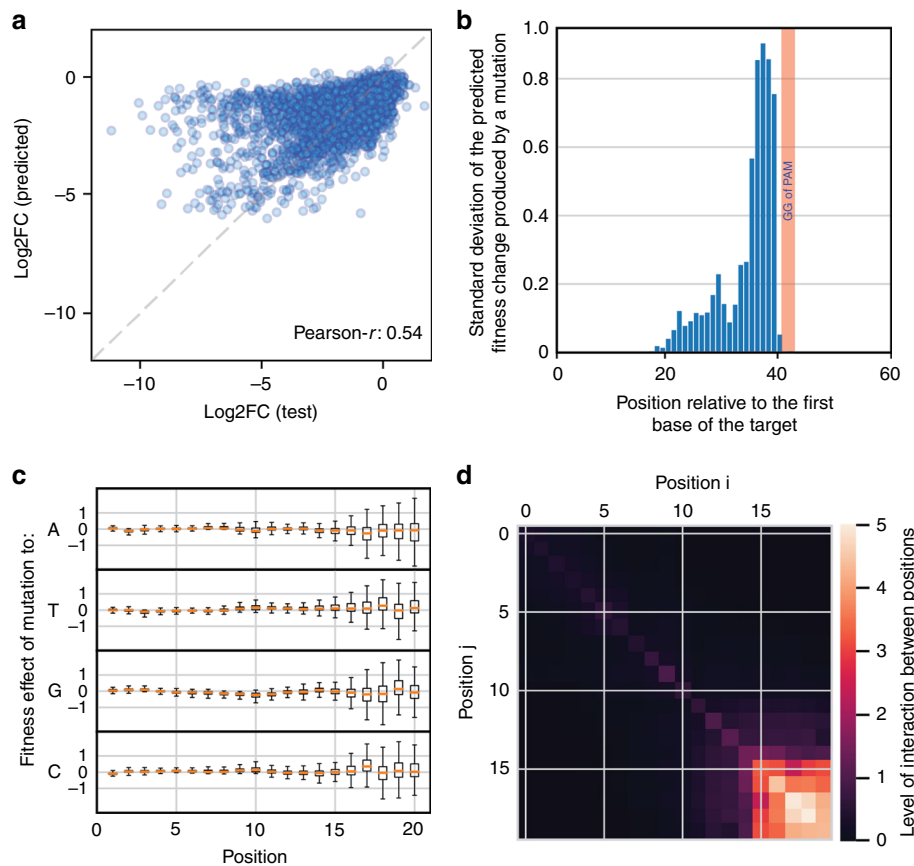 a
Log2FC (predicted)
0
−5
−10
−10
−5
0
Pearson-r: 0.54
Log2FC (test)
b
Standard deviation of the predicted
fitness change produced by a mutation
1.0
0.8
0.6
0.4
0.2
0
GG of PAM
0
20
40
60
Position relative to the first
base of the target
c
Fitness effect of mutation to:
A
1
0
−1
T
1
0
−1
G
1
0
−1
C
1
0
−1
0
5
10
15
20
Position
d
Position i
0
5
10
15
Position j
0
5
10
15
5
4
3
2
1
0
Level of interaction between positions